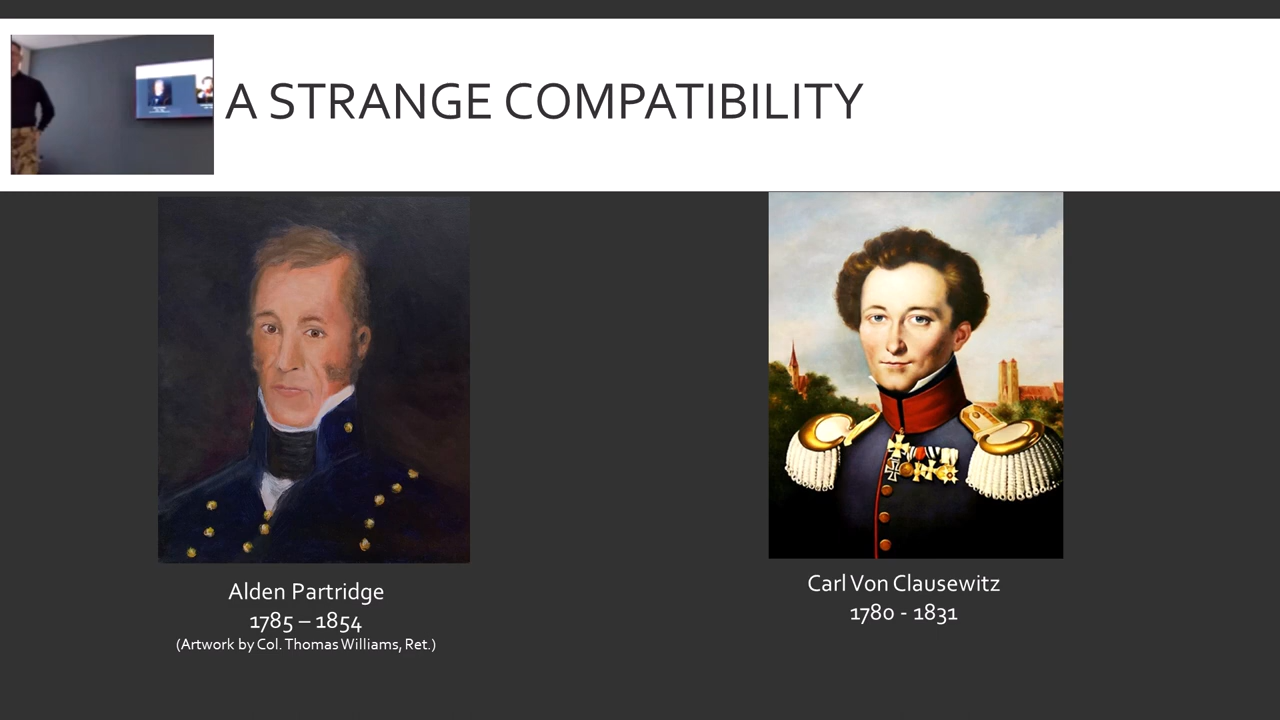 A STRANGE COMPATIBILITY
Alden Partridge
1785 – 1854
(Artwork by Col. Thomas Williams, Ret.)
Carl Von Clausewitz
1780 - 1831